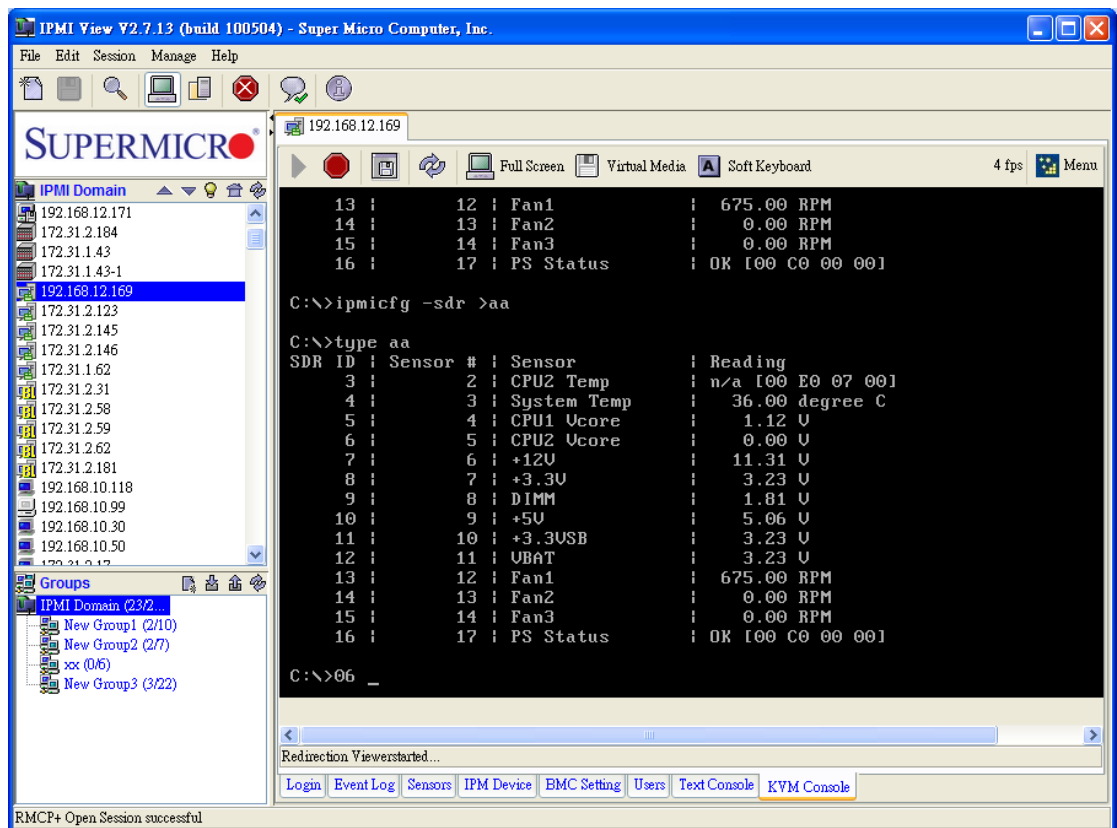 IPMI View V2.7.13 (build 100504) - Super Micro Computer, Inc.
File Edit Session Manage Help
SUPERMICRO®
IPMI Domain
192.168.12.171
172.31.2.184
172.31.1.43
172.31.1.43-1
192.168.12.169
172.31.2.123
172.31.2.145
172.31.2.146
172.31.1.62
172.31.2.31
172.31.2.58
172.31.2.59
172.31.2.62
172.31.2.181
192.168.10.118
192.168.10.99
192.168.10.30
192.168.10.50
Groups
IPMI Domain (23/2...
New Group1 (2/10)
New Group2 (2/7)
xx (0/6)
New Group3 (3/22)
192.168.12.169
Full Screen Virtual Media A Soft Keyboard 4 fps Menu
13 | 12 | Fan1 | 675.00 RPM
14 | 13 | Fan2 | 0.00 RPM
15 | 14 | Fan3 | 0.00 RPM
16 | 17 | PS Status | OK [00 C0 00 00]
C:\>ipmicfg -sdr >aa
C:\>type aa
SDR ID | Sensor # | Sensor | Reading
3 | 2 | CPU2 Temp | n/a [00 E0 07 00]
4 | 3 | System Temp | 36.00 degree C
5 | 4 | CPU1 Vcore | 1.12 V
6 | 5 | CPU2 Vcore | 0.00 V
7 | 6 | +12V | 11.31 V
8 | 7 | +3.3V | 3.23 V
9 | 8 | DIMM | 1.81 V
10 | 9 | +5V | 5.06 V
11 | 10 | +3.3VSB | 3.23 V
12 | 11 | VBAT | 3.23 V
13 | 12 | Fan1 | 675.00 RPM
14 | 13 | Fan2 | 0.00 RPM
15 | 14 | Fan3 | 0.00 RPM
16 | 17 | PS Status | OK [00 C0 00 00]
C:\>06 _
Redirection Viewerstarted...
Login Event Log Sensors IPM Device BMC Setting Users Text Console KVM Console
RMCP+ Open Session successful